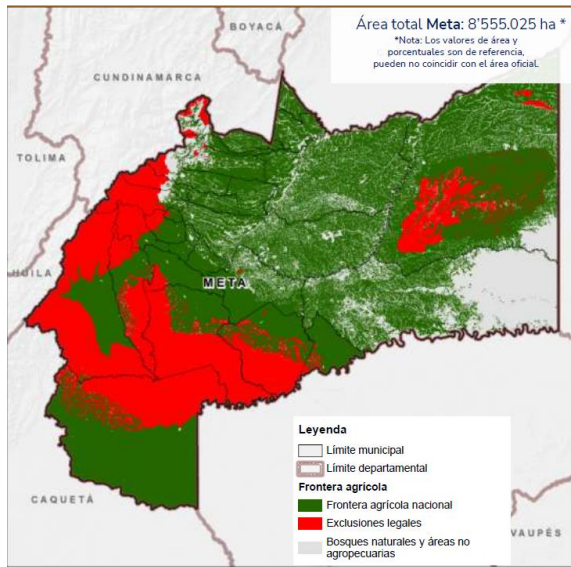 Área total Meta: 8'555.025 ha *
*Nota: Los valores de área y
porcentuales son de referencia,
pueden no coincidir con el área oficial.
BOYACÁ
CUNDINAMARCA
TOLIMA
HUILA
META
CAQUETÁ
VAUPÉS
Leyenda
Límite municipal
Límite departamental
Frontera agrícola
Frontera agrícola nacional
Exclusiones legales
Bosques naturales y áreas no
agropecuarias